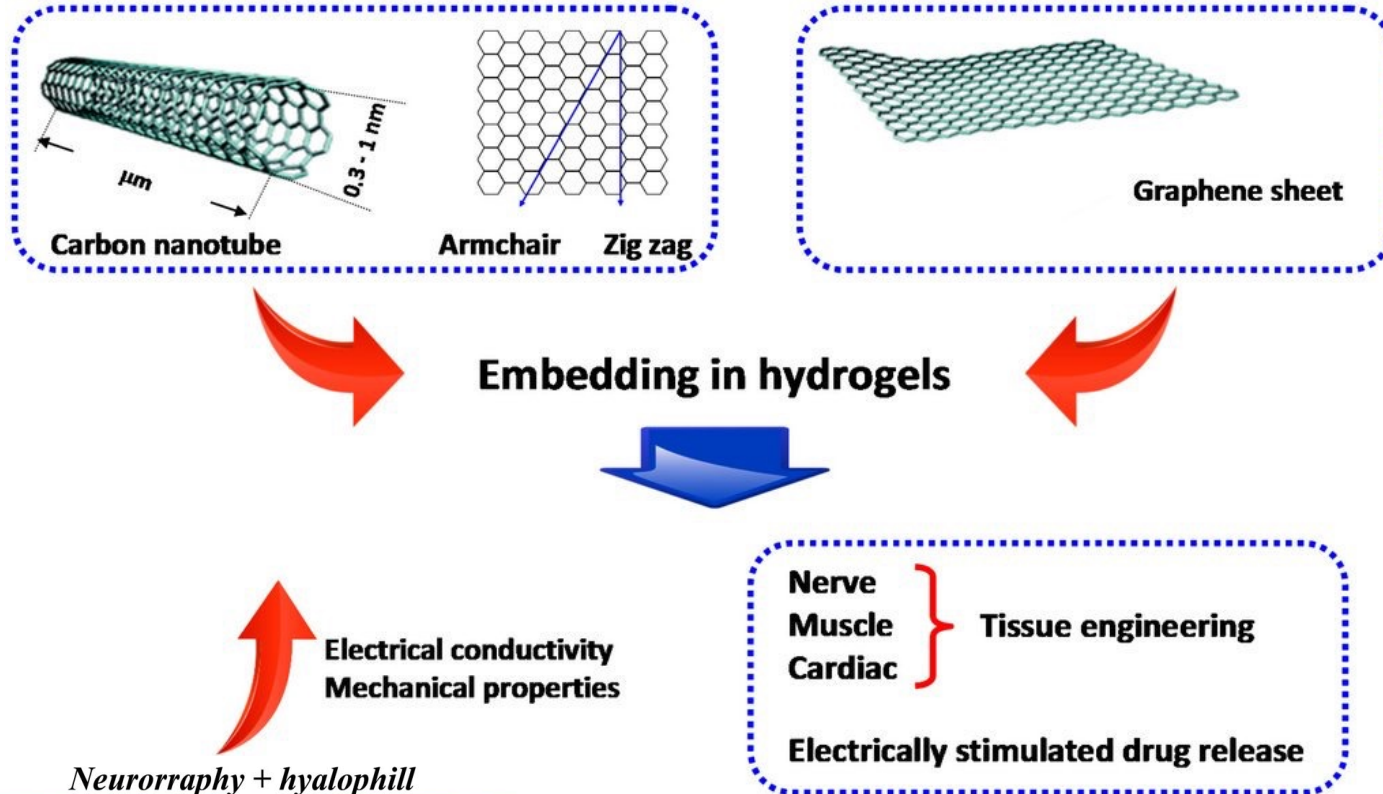 μm
0.3 - 1 nm
Carbon nanotube
Armchair
Zig zag
Graphene sheet
Embedding in hydrogels
Electrical conductivity
Mechanical properties
Neurorraphy + hyalophill
Nerve
Muscle
Cardiac
Tissue engineering
Electrically stimulated drug release